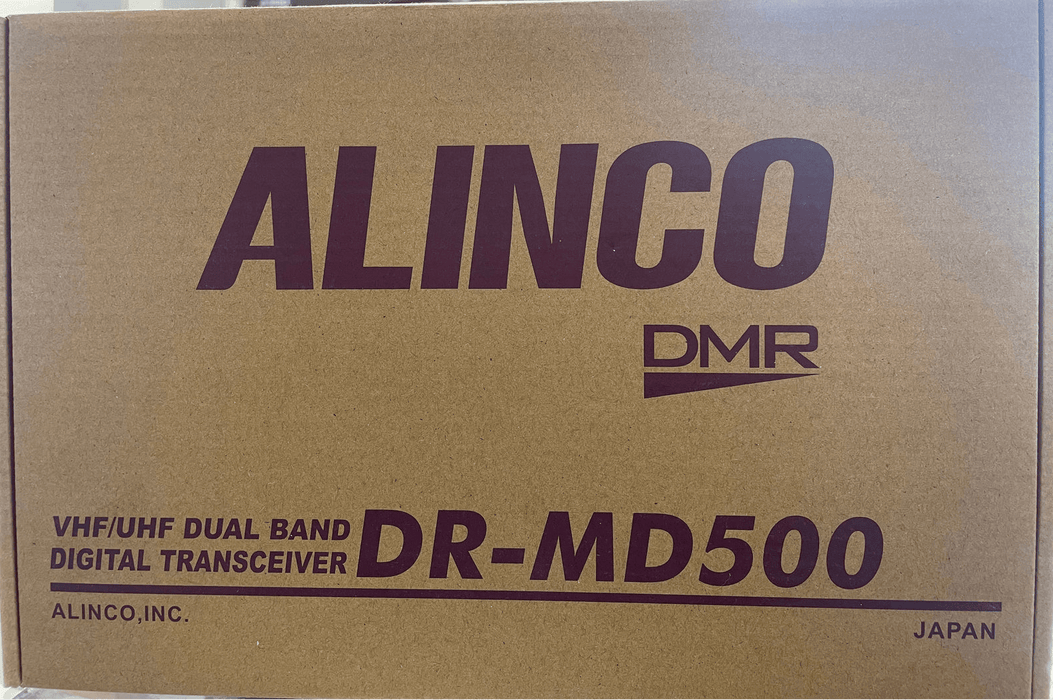 ALINCO
DMR
VHF/UHF DUAL BAND
DIGITAL TRANSCEIVER
DR-MD500
ALINCO,INC.
JAPAN